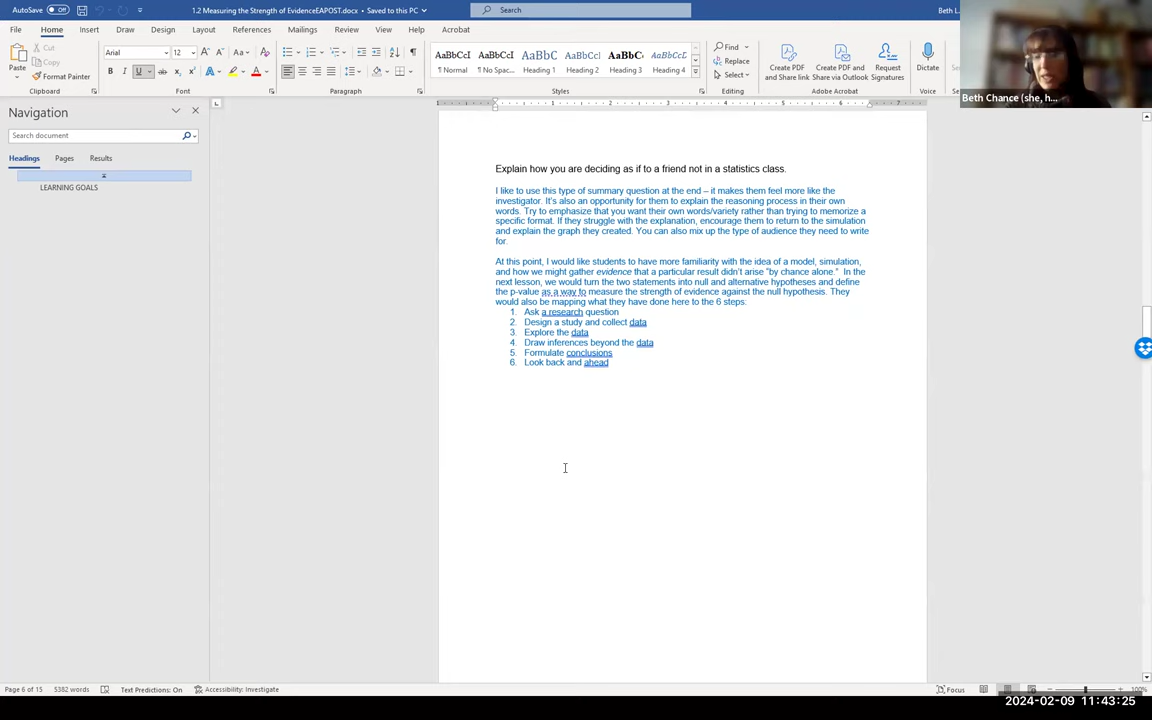 AutoSave Off
1.2 Measuring the Strength of EvidenceEAPOST.docx • Saved to this PC
Search
Beth L.
File Home Insert Draw Design Layout References Mailings Review View Help Acrobat
Paste
Cut
Copy
Format Painter
Clipboard
Arial 12
Font
Paragraph
AaBbCcI AaBbCcI AaBbC AaBbCcI AaBbC AaBbCcL
¶ Normal ¶ No Spac... Heading 1 Heading 2 Heading 3 Heading 4
Styles
Find
Replace
Select
Editing
Create PDF and Share link
Create PDF and Share via Outlook
Request Signatures
Adobe Acrobat
Dictate
Voice
Beth Chance (she, h...
Navigation
Search document
Headings Pages Results
LEARNING GOALS
Explain how you are deciding as if to a friend not in a statistics class.
I like to use this type of summary question at the end – it makes them feel more like the
investigator. It's also an opportunity for them to explain the reasoning process in their own
words. Try to emphasize that you want their own words/variety rather than trying to memorize a
specific format. If they struggle with the explanation, encourage them to return to the simulation
and explain the graph they created. You can also mix up the type of audience they need to write
for.
At this point, I would like students to have more familiarity with the idea of a model, simulation,
and how we might gather evidence that a particular result didn't arise "by chance alone." In the
next lesson, we would turn the two statements into null and alternative hypotheses and define
the p-value as a way to measure the strength of evidence against the null hypothesis. They
would also be mapping what they have done here to the 6 steps:
1. Ask a research question
2. Design a study and collect data
3. Explore the data
4. Draw inferences beyond the data
5. Formulate conclusions
6. Look back and ahead
Page 6 of 15 5382 words Text Predictions: On Accessibility: Investigate
Focus
100%
2024-02-09 11:43:25